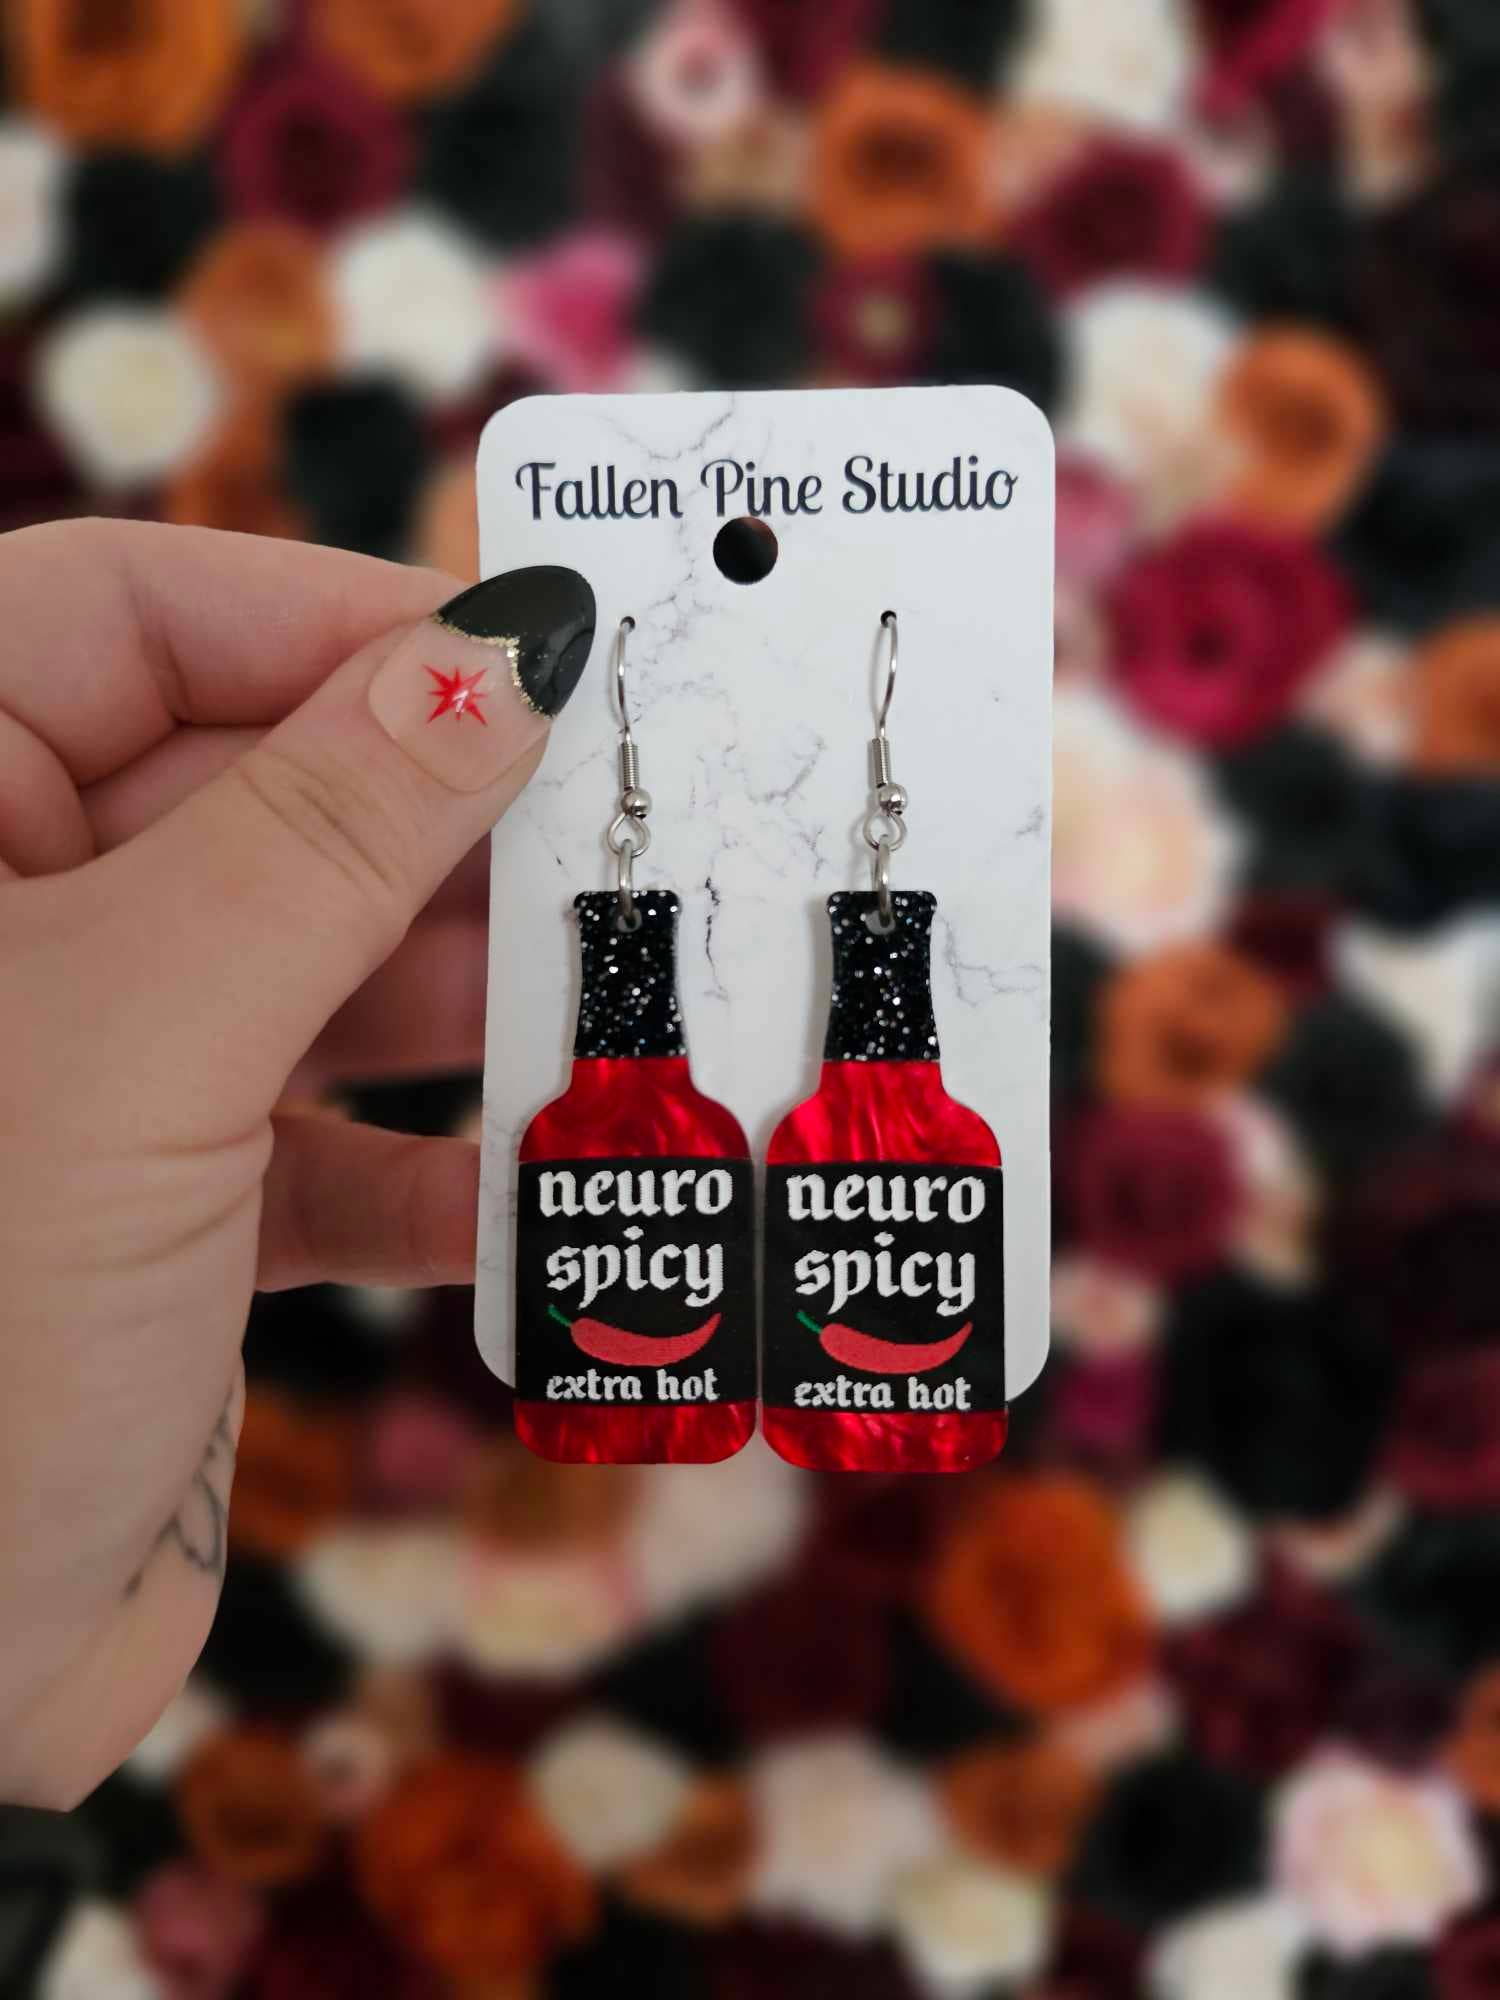 Fallen Pine Studio
neuro
spicy
extra hot
neuro
spicy
extra hot